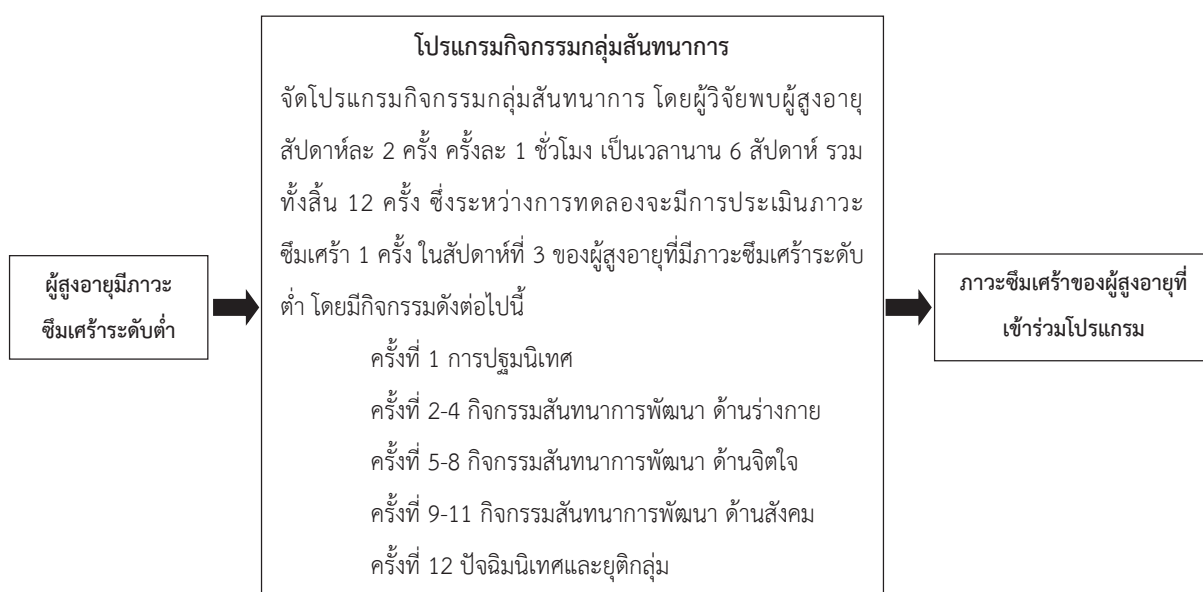 ผู้สูงอายุมีภาวะ
ซึมเศร้าระดับต่ำ
โปรแกรมกิจกรรมกลุ่มสันทนาการ
จัดโปรแกรมกิจกรรมกลุ่มสันทนาการ โดยผู้วิจัยพบผู้สูงอายุ
สัปดาห์ละ 2 ครั้ง ครั้งละ 1 ชั่วโมง เป็นเวลานาน 6 สัปดาห์ รวม
ทั้งสิ้น 12 ครั้ง ซึ่งระหว่างการทดลองจะมีการประเมินภาวะ
ซึมเศร้า 1 ครั้ง ในสัปดาห์ที่ 3 ของผู้สูงอายุที่มีภาวะซึมเศร้าระดับ
ต่ำ โดยมีกิจกรรมดังต่อไปนี้
ครั้งที่ 1 การปฐมนิเทศ
ครั้งที่ 2-4 กิจกรรมสันทนาการพัฒนา ด้านร่างกาย
ครั้งที่ 5-8 กิจกรรมสันทนาการพัฒนา ด้านจิตใจ
ครั้งที่ 9-11 กิจกรรมสันทนาการพัฒนา ด้านสังคม
ครั้งที่ 12 ปัจฉิมนิเทศและยุติกลุ่ม
ภาวะซึมเศร้าของผู้สูงอายุที่
เข้าร่วมโปรแกรม